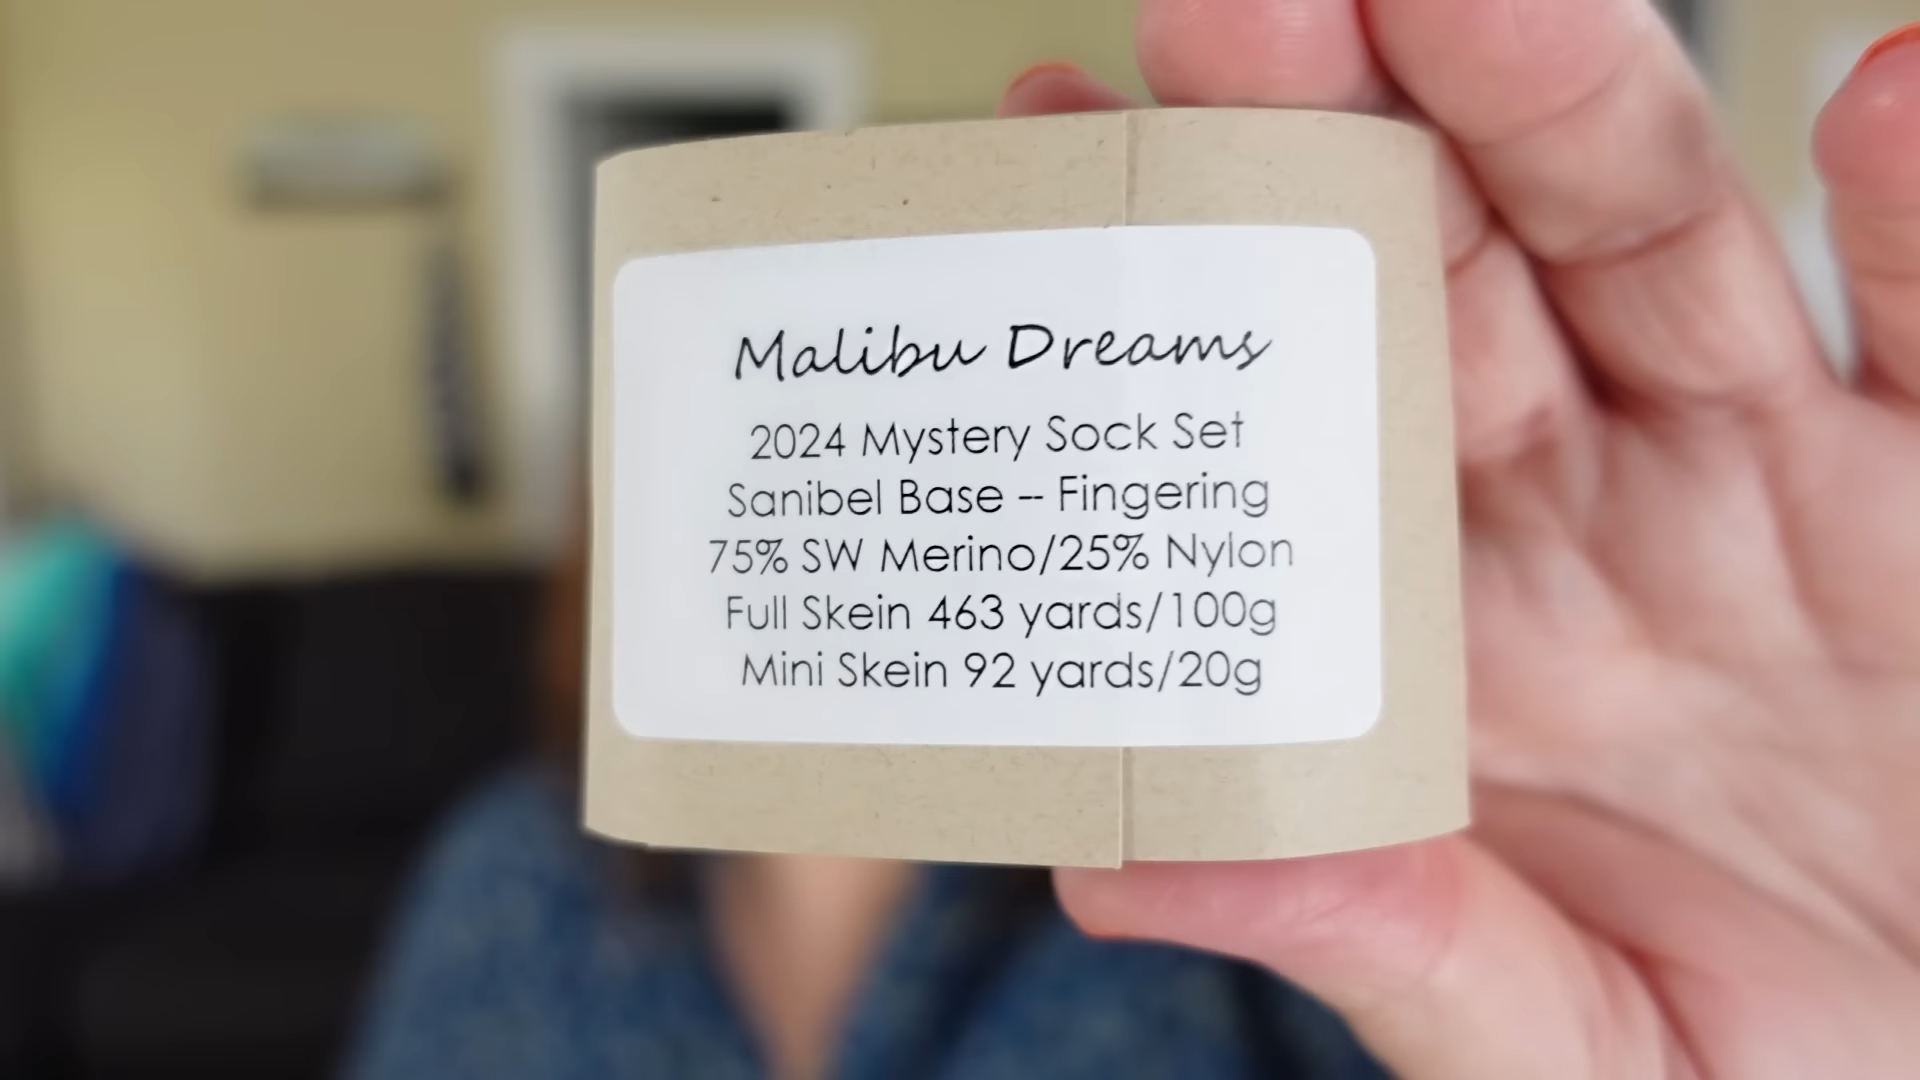 Malibu Dreams
2024 Mystery Sock Set
Sanibel Base -- Fingering
75% SW Merino/25% Nylon
Full Skein 463 yards/100g
Mini Skein 92 yards/20g